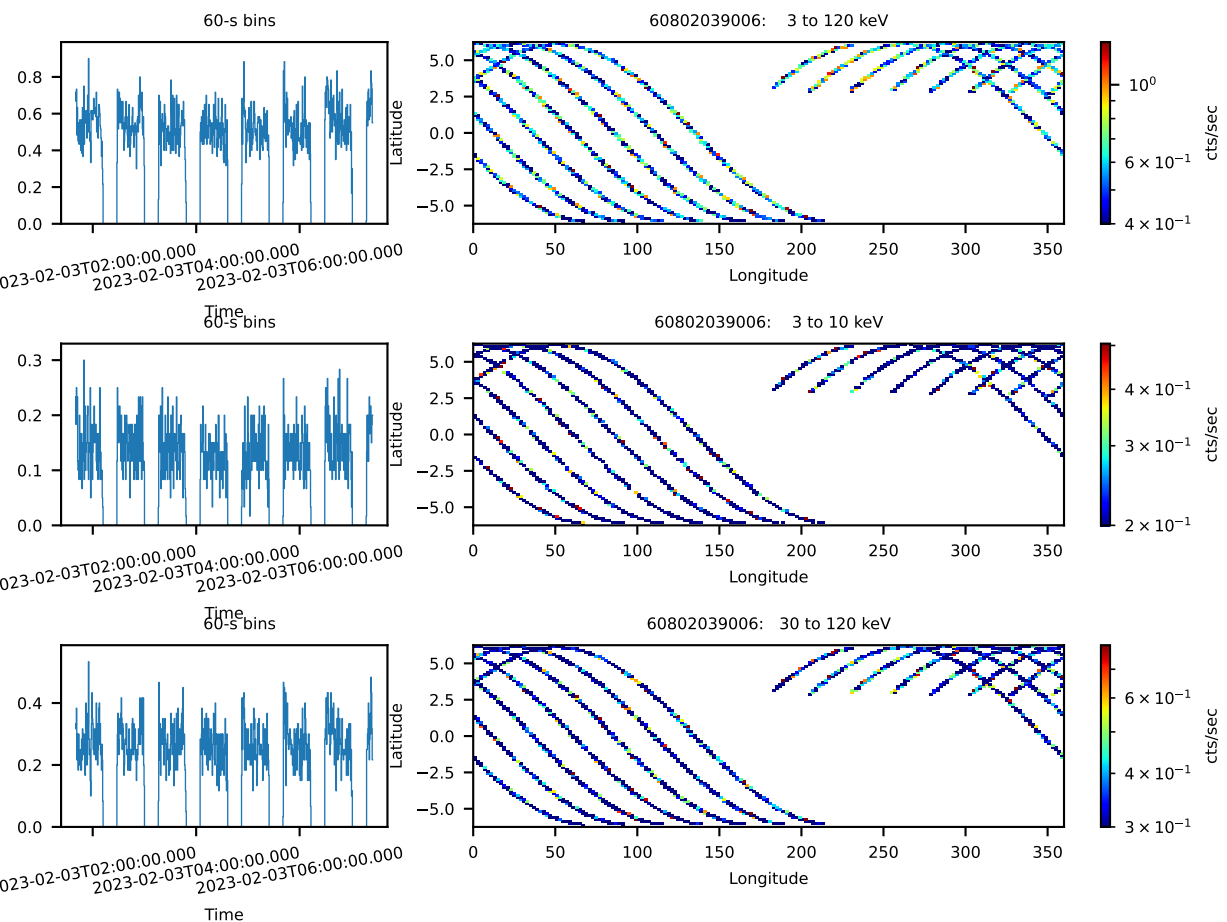 60-s bins
60802039006:    3 to 120 keV
0.8
0.6
0.4
0.2
0.0
2023-02-03T02:00:00.000
2023-02-03T04:00:00.000
2023-02-03T06:00:00.000
Time
Latitude
5.0
2.5
0.0
−2.5
−5.0
0 50 100 150 200 250 300 350
Longitude
10⁰
6 × 10⁻¹
4 × 10⁻¹
cts/sec
60-s bins
60802039006:    3 to 10 keV
0.3
0.2
0.1
0.0
2023-02-03T02:00:00.000
2023-02-03T04:00:00.000
2023-02-03T06:00:00.000
Time
Latitude
5.0
2.5
0.0
−2.5
−5.0
0 50 100 150 200 250 300 350
Longitude
4 × 10⁻¹
3 × 10⁻¹
2 × 10⁻¹
cts/sec
60-s bins
60802039006:   30 to 120 keV
0.4
0.2
0.0
2023-02-03T02:00:00.000
2023-02-03T04:00:00.000
2023-02-03T06:00:00.000
Time
Latitude
5.0
2.5
0.0
−2.5
−5.0
0 50 100 150 200 250 300 350
Longitude
6 × 10⁻¹
4 × 10⁻¹
3 × 10⁻¹
cts/sec